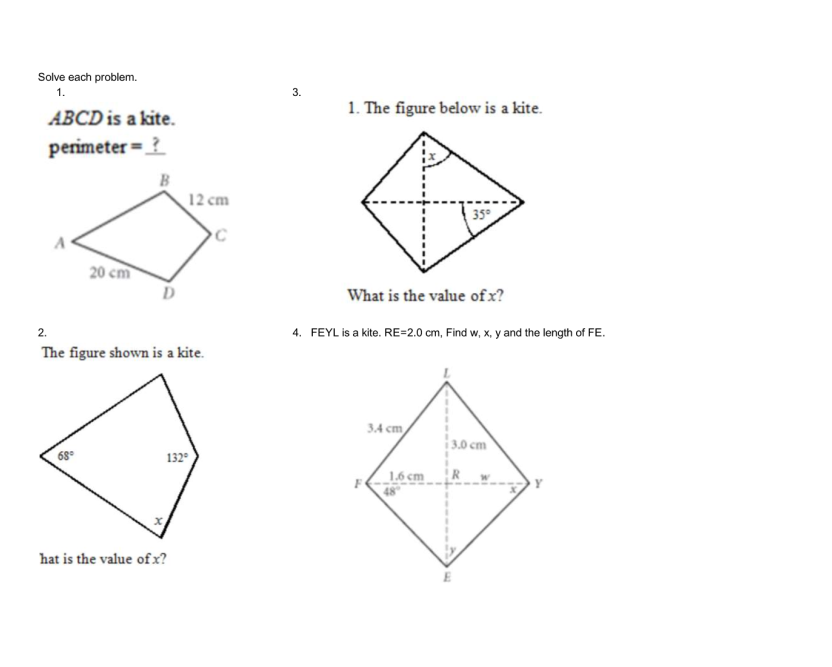 Solve each problem.
1.
ABCD is a kite.
perimeter = ?
B
12 cm
A
C
20 cm
D
2.
The figure shown is a kite.
68°
132°
x
hat is the value of x?
3.
1. The figure below is a kite.
x
35°
What is the value of x?
4. FEYL is a kite. RE=2.0 cm, Find w, x, y and the length of FE.
L
3.4 cm
3.0 cm
F
1.6 cm
R
w
Y
48°
x
y
E